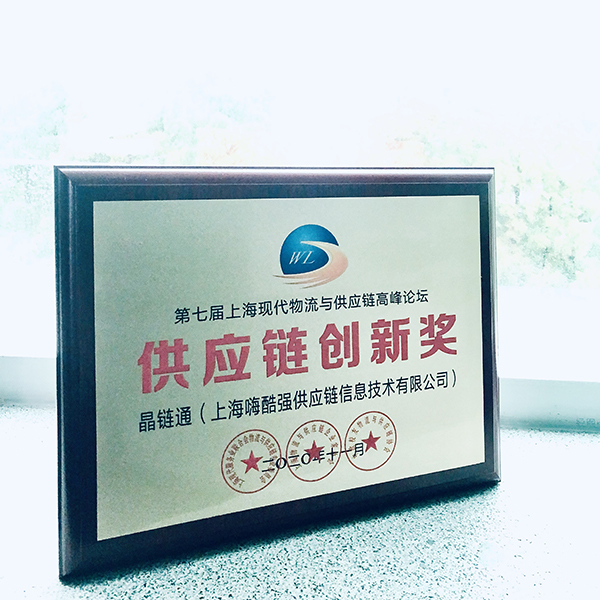 WL
第七届上海现代物流与供应链高峰论坛
供应链创新奖
晶链通（上海嗨酷强供应链信息技术有限公司）
二〇二〇年十一月